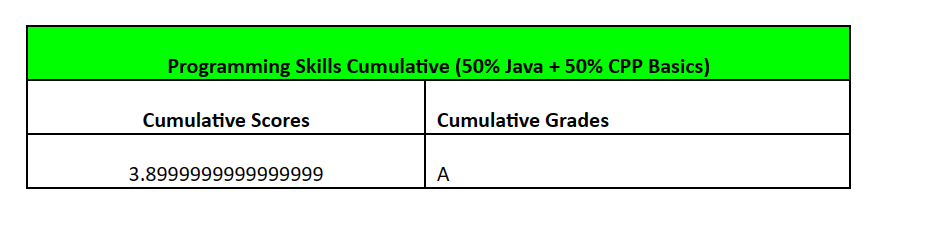 Programming Skills Cumulative (50% Java + 50% CPP Basics)
Cumulative Scores Cumulative Grades
3.8999999999999999 A